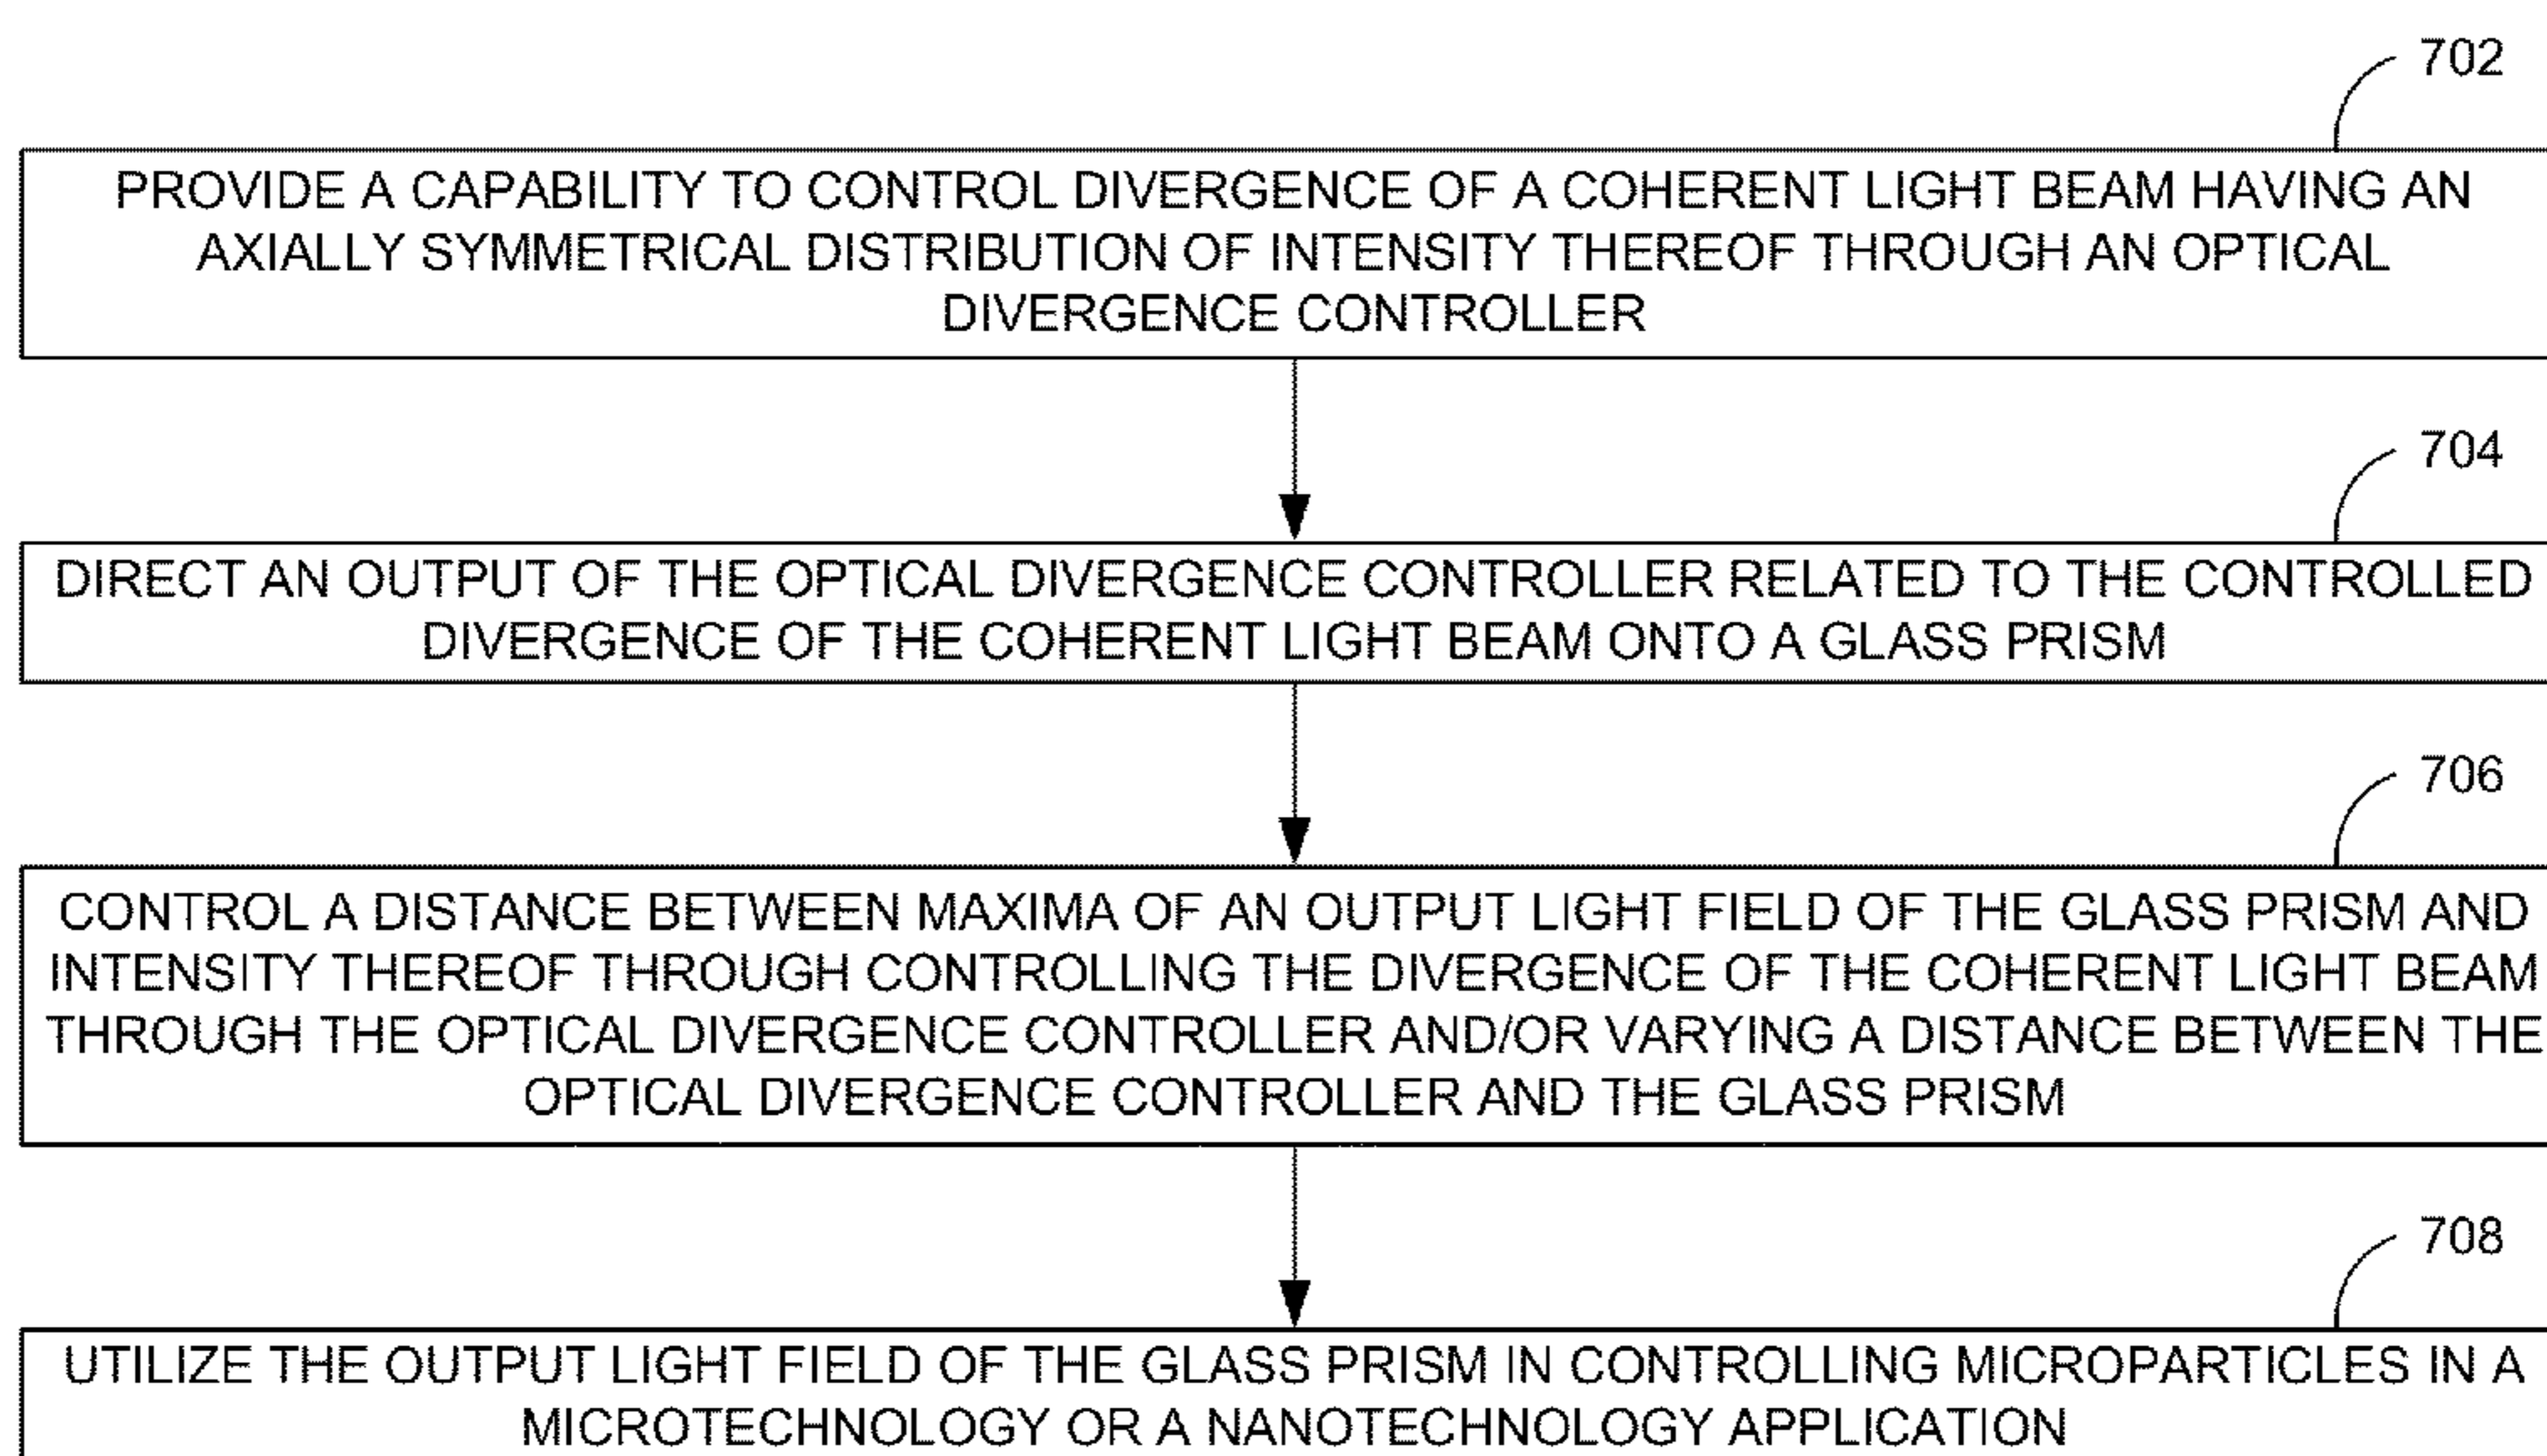 702
PROVIDE A CAPABILITY TO CONTROL DIVERGENCE OF A COHERENT LIGHT BEAM HAVING AN
AXIALLY SYMMETRICAL DISTRIBUTION OF INTENSITY THEREOF THROUGH AN OPTICAL
DIVERGENCE CONTROLLER
704
DIRECT AN OUTPUT OF THE OPTICAL DIVERGENCE CONTROLLER RELATED TO THE CONTROLLED
DIVERGENCE OF THE COHERENT LIGHT BEAM ONTO A GLASS PRISM
706
CONTROL A DISTANCE BETWEEN MAXIMA OF AN OUTPUT LIGHT FIELD OF THE GLASS PRISM AND
INTENSITY THEREOF THROUGH CONTROLLING THE DIVERGENCE OF THE COHERENT LIGHT BEAM
THROUGH THE OPTICAL DIVERGENCE CONTROLLER AND/OR VARYING A DISTANCE BETWEEN THE
OPTICAL DIVERGENCE CONTROLLER AND THE GLASS PRISM
708
UTILIZE THE OUTPUT LIGHT FIELD OF THE GLASS PRISM IN CONTROLLING MICROPARTICLES IN A
MICROTECHNOLOGY OR A NANOTECHNOLOGY APPLICATION